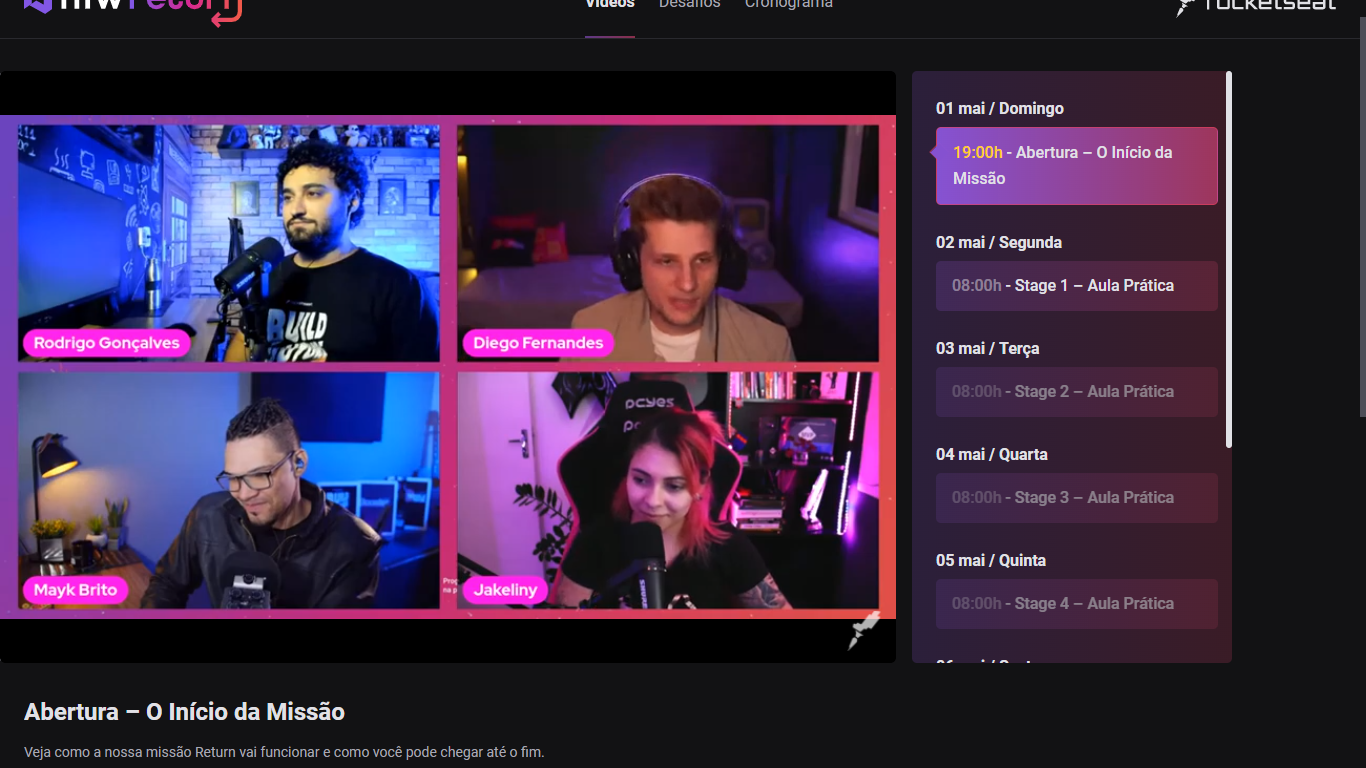 nlw return
Vídeos
Desafios
Cronograma
Rocketseat
Rodrigo Gonçalves
BUILD
Diego Fernandes
Mayk Brito
PCYES
Jakeliny
SHURE
01 mai / Domingo
19:00h - Abertura – O Início da
Missão
02 mai / Segunda
08:00h - Stage 1 – Aula Prática
03 mai / Terça
08:00h - Stage 2 – Aula Prática
04 mai / Quarta
08:00h - Stage 3 – Aula Prática
05 mai / Quinta
08:00h - Stage 4 – Aula Prática
Abertura – O Início da Missão
Veja como a nossa missão Return vai funcionar e como você pode chegar até o fim.